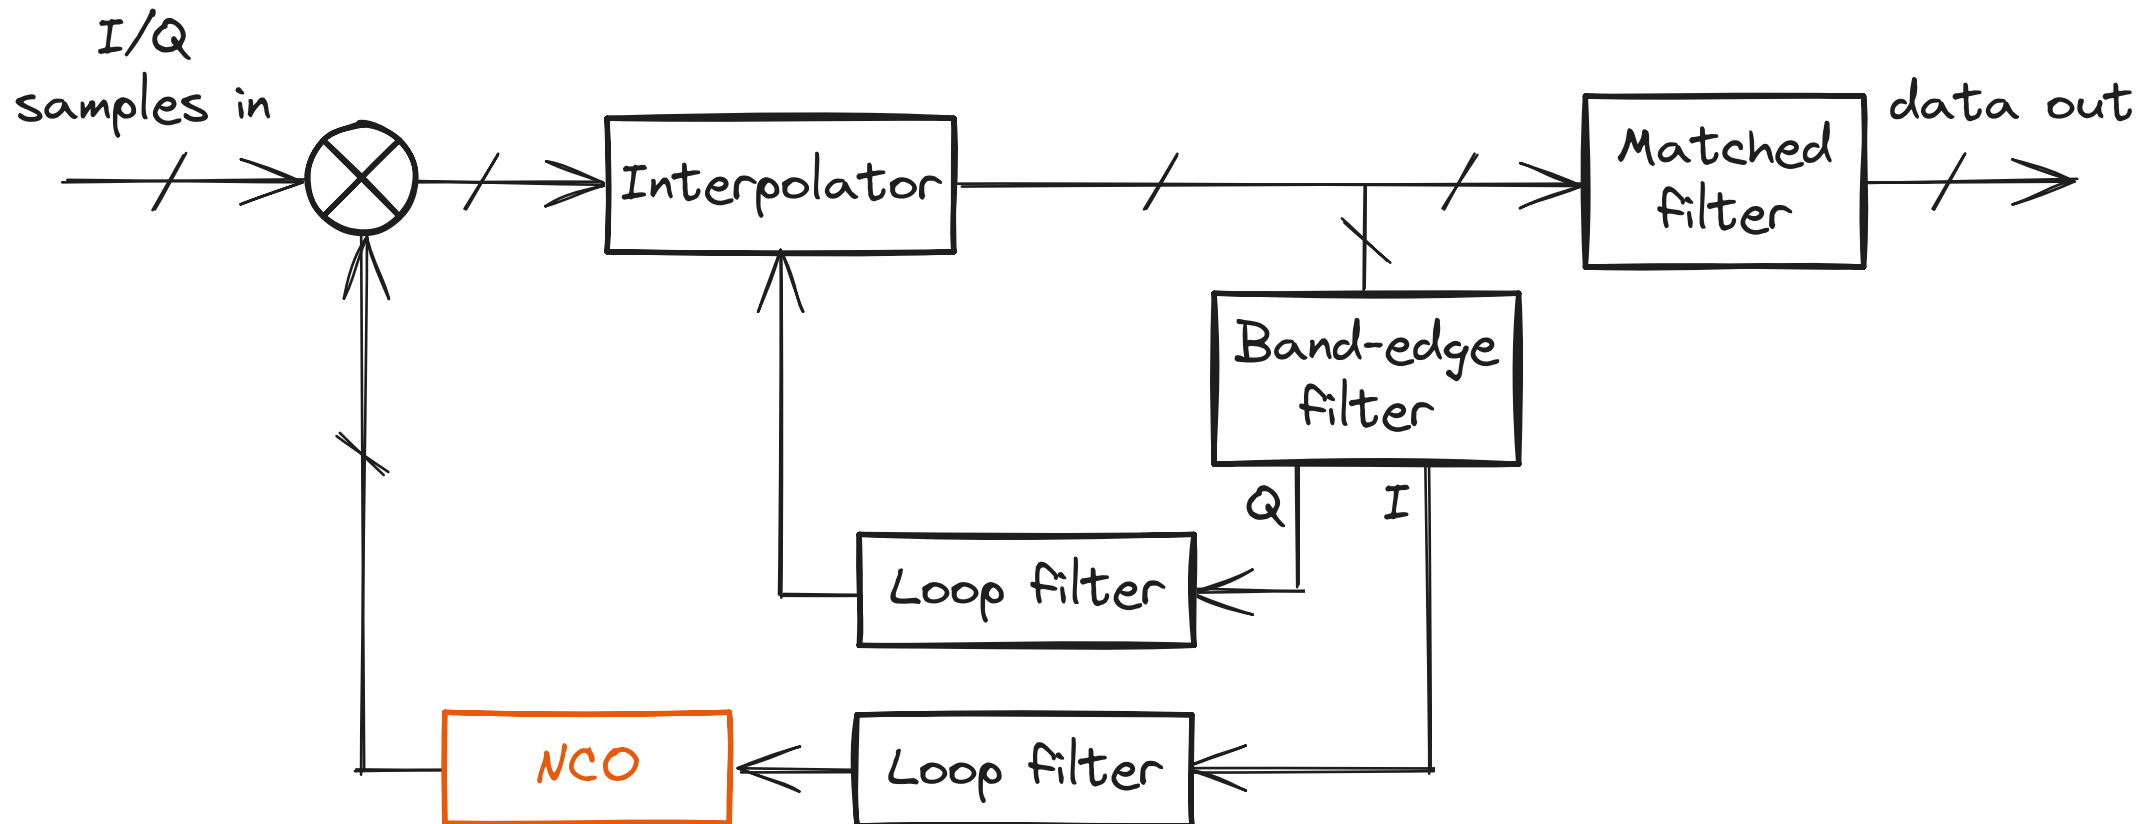 I/Q
samples in
Interpolator
Matched
filter
data out
Band-edge
filter
Q
I
Loop filter
NCO
Loop filter